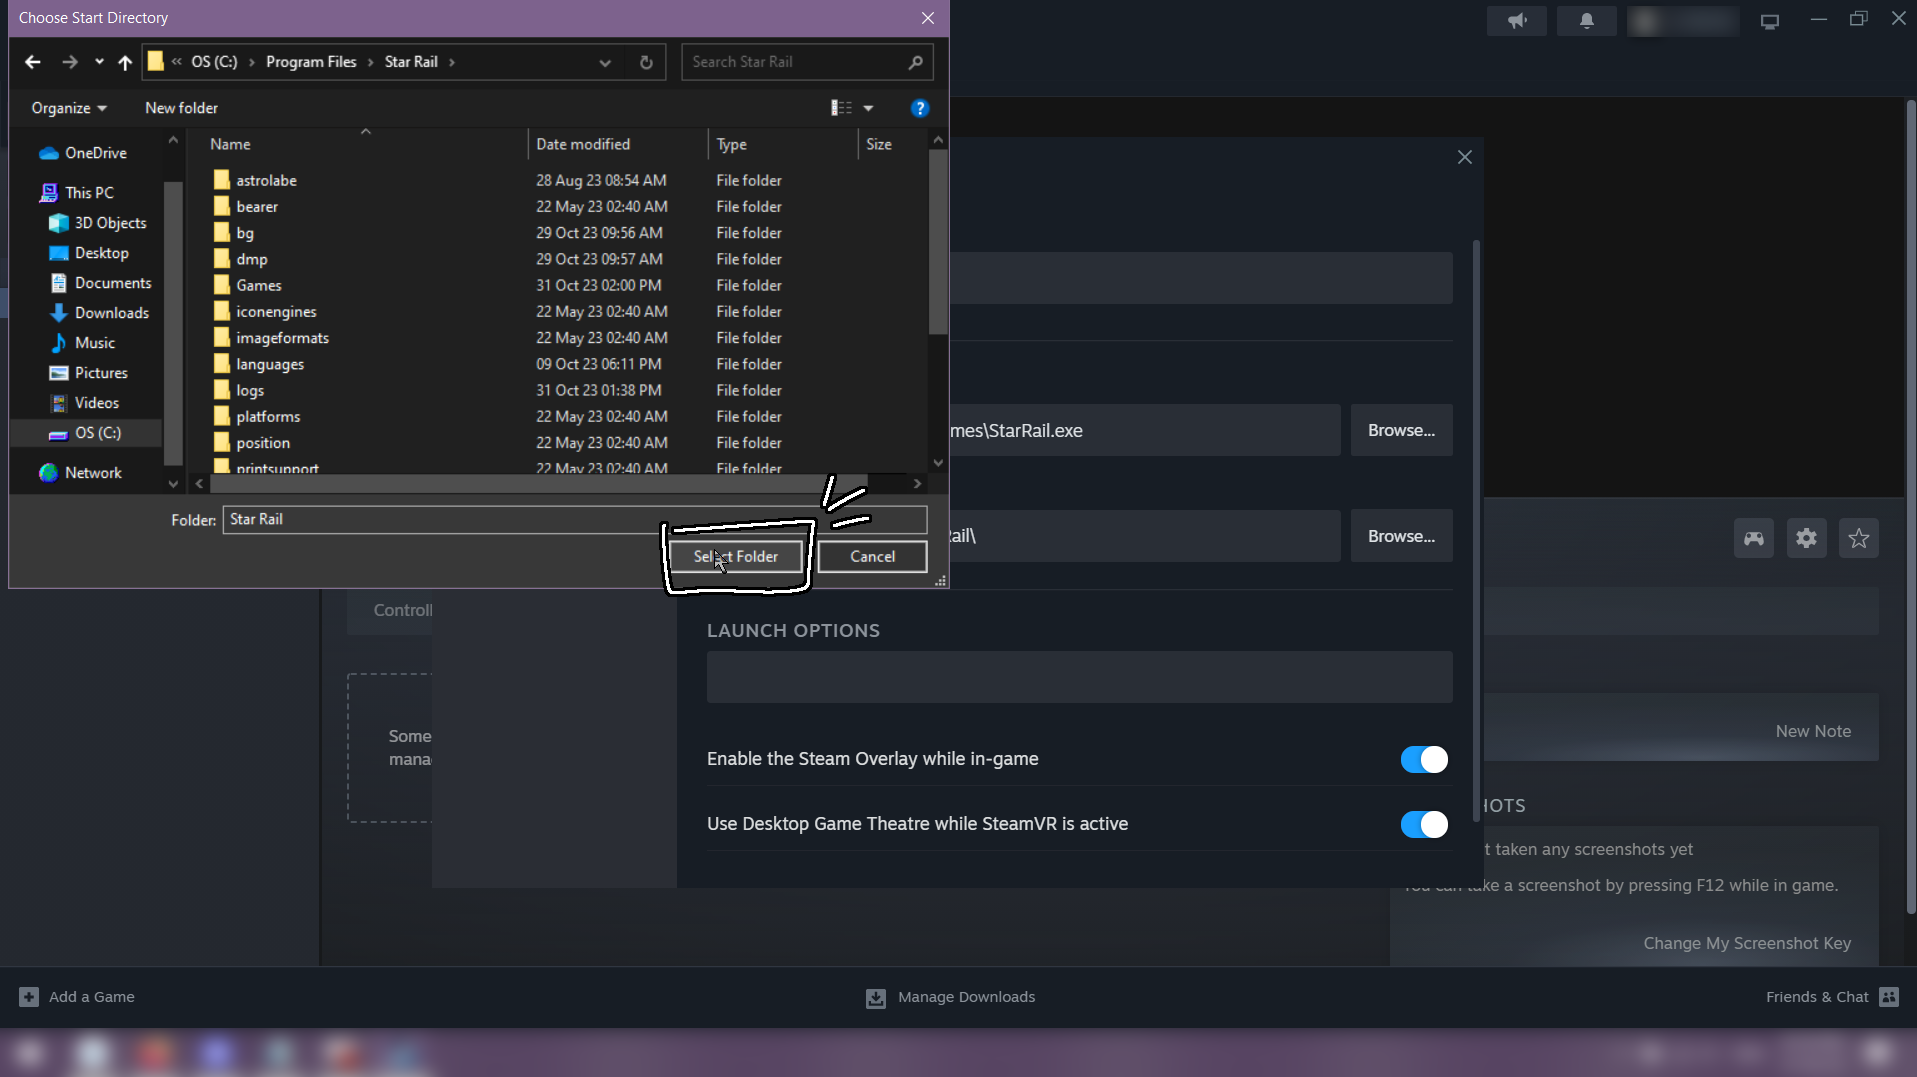 Choose Start Directory
« OS (C:) › Program Files › Star Rail ›
Search Star Rail
Organize
New folder
?
Name
Date modified
Type
Size
OneDrive
This PC
3D Objects
Desktop
Documents
Downloads
Music
Pictures
Videos
OS (C:)
Network
astrolabe 28 Aug 23 08:54 AM File folder
bearer 22 May 23 02:40 AM File folder
bg 29 Oct 23 09:56 AM File folder
dmp 29 Oct 23 09:57 AM File folder
Games 31 Oct 23 02:00 PM File folder
iconengines 22 May 23 02:40 AM File folder
imageformats 22 May 23 02:40 AM File folder
languages 09 Oct 23 06:11 PM File folder
logs 31 Oct 23 01:38 PM File folder
platforms 22 May 23 02:40 AM File folder
position 22 May 23 02:40 AM File folder
printsupport 22 May 23 02:40 AM File folder
Folder: Star Rail
Select Folder
Cancel
mes\StarRail.exe
Browse...
ail\
Browse...
LAUNCH OPTIONS
Enable the Steam Overlay while in-game
Use Desktop Game Theatre while SteamVR is active
Controll
Some
mana
New Note
HOTS
t taken any screenshots yet
You can take a screenshot by pressing F12 while in game.
Change My Screenshot Key
Add a Game
Manage Downloads
Friends & Chat